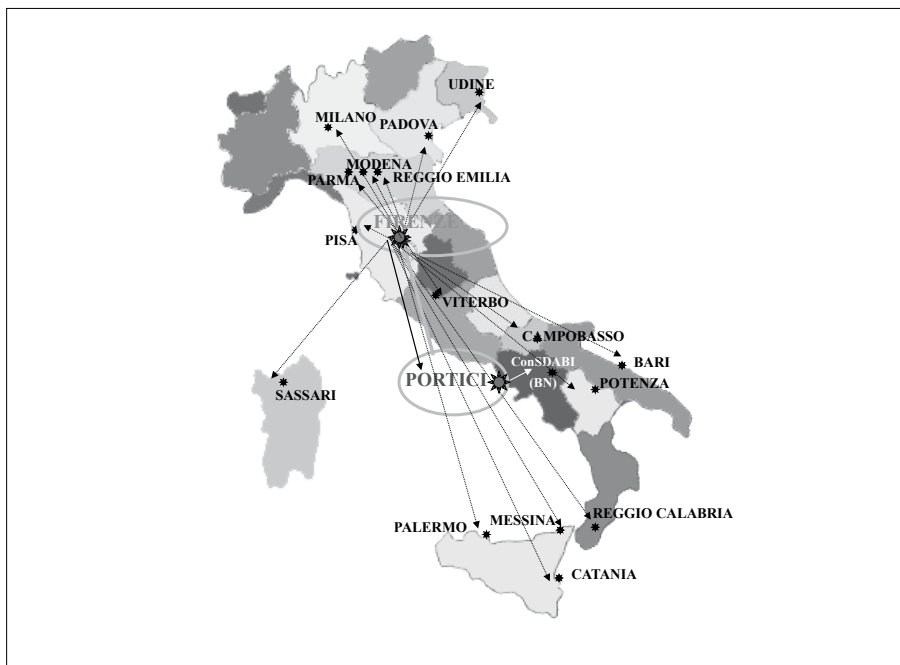 UDINE
MILANO
PADOVA
MODENA
PARMA
REGGIO EMILIA
FIRENZE
PISA
VITERBO
CAMPOBASSO
ConSDABI
(BN)
BARI
PORTICI
POTENZA
SASSARI
PALERMO
MESSINA
REGGIO CALABRIA
CATANIA